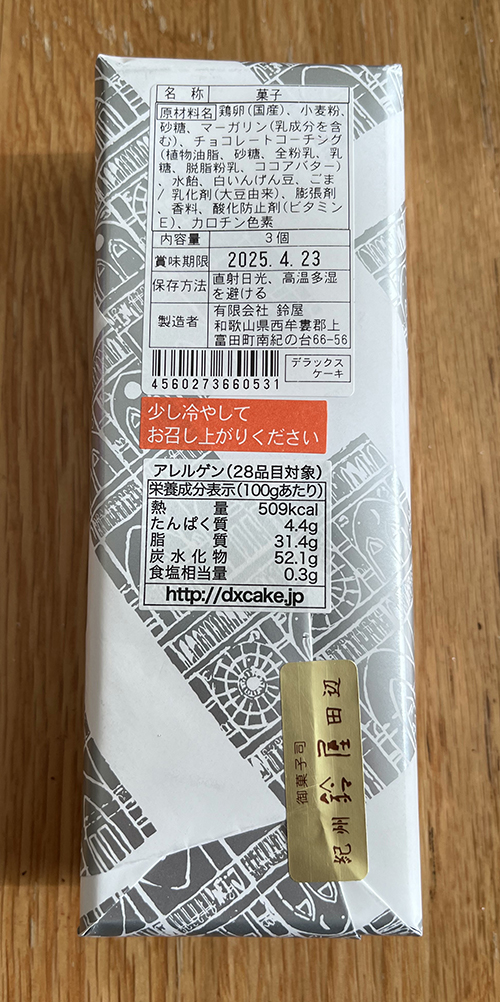 名 称 菓子
原材料名 鶏卵(国産)、小麦粉、
砂糖、マーガリン(乳成分を含
む)、チョコレートコーチング
(植物油脂、砂糖、全粉乳、乳
糖、脱脂粉乳、ココアバター)
、水飴、白いんげん豆、ごま
/ 乳化剤(大豆由来)、膨張剤
、香料、酸化防止剤(ビタミン
E)、カロチン色素
内容量 3個
賞味期限 2025.4.23
保存方法 直射日光、高温多湿
を避ける
製造者 有限会社 鈴屋
和歌山県西牟婁郡上
富田町南紀の台66-56
4560273660531
デラックス
ケーキ
少し冷やして
お召し上がりください
アレルゲン(28品目対象)
栄養成分表示(100gあたり)
熱量 509kcal
たんぱく質 4.4g
脂質 31.4g
炭水化物 52.1g
食塩相当量 0.3g
http://dxcake.jp
御菓子司
紀州 鈴屋 田辺